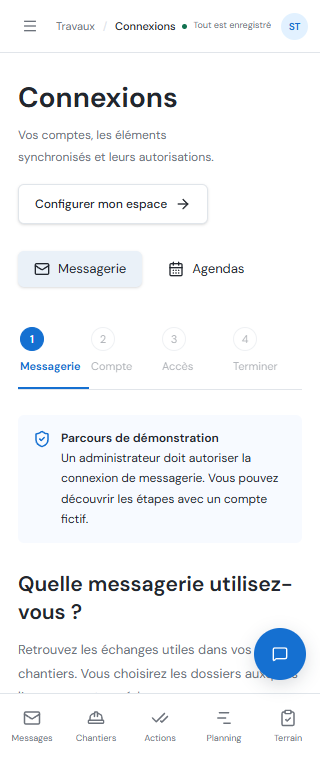 Travaux / Connexions Tout est enregistré ST
Connexions
Vos comptes, les éléments
synchronisés et leurs autorisations.
Configurer mon espace
Messagerie Agendas
1 2 3 4
Messagerie Compte Accès Terminer
Parcours de démonstration
Un administrateur doit autoriser la
connexion de messagerie. Vous pouvez
découvrir les étapes avec un compte
fictif.
Quelle messagerie utilisez-
vous ?
Retrouvez les échanges utiles dans vos
chantiers. Vous choisirez les dossiers
Messages Chantiers Actions Planning Terrain